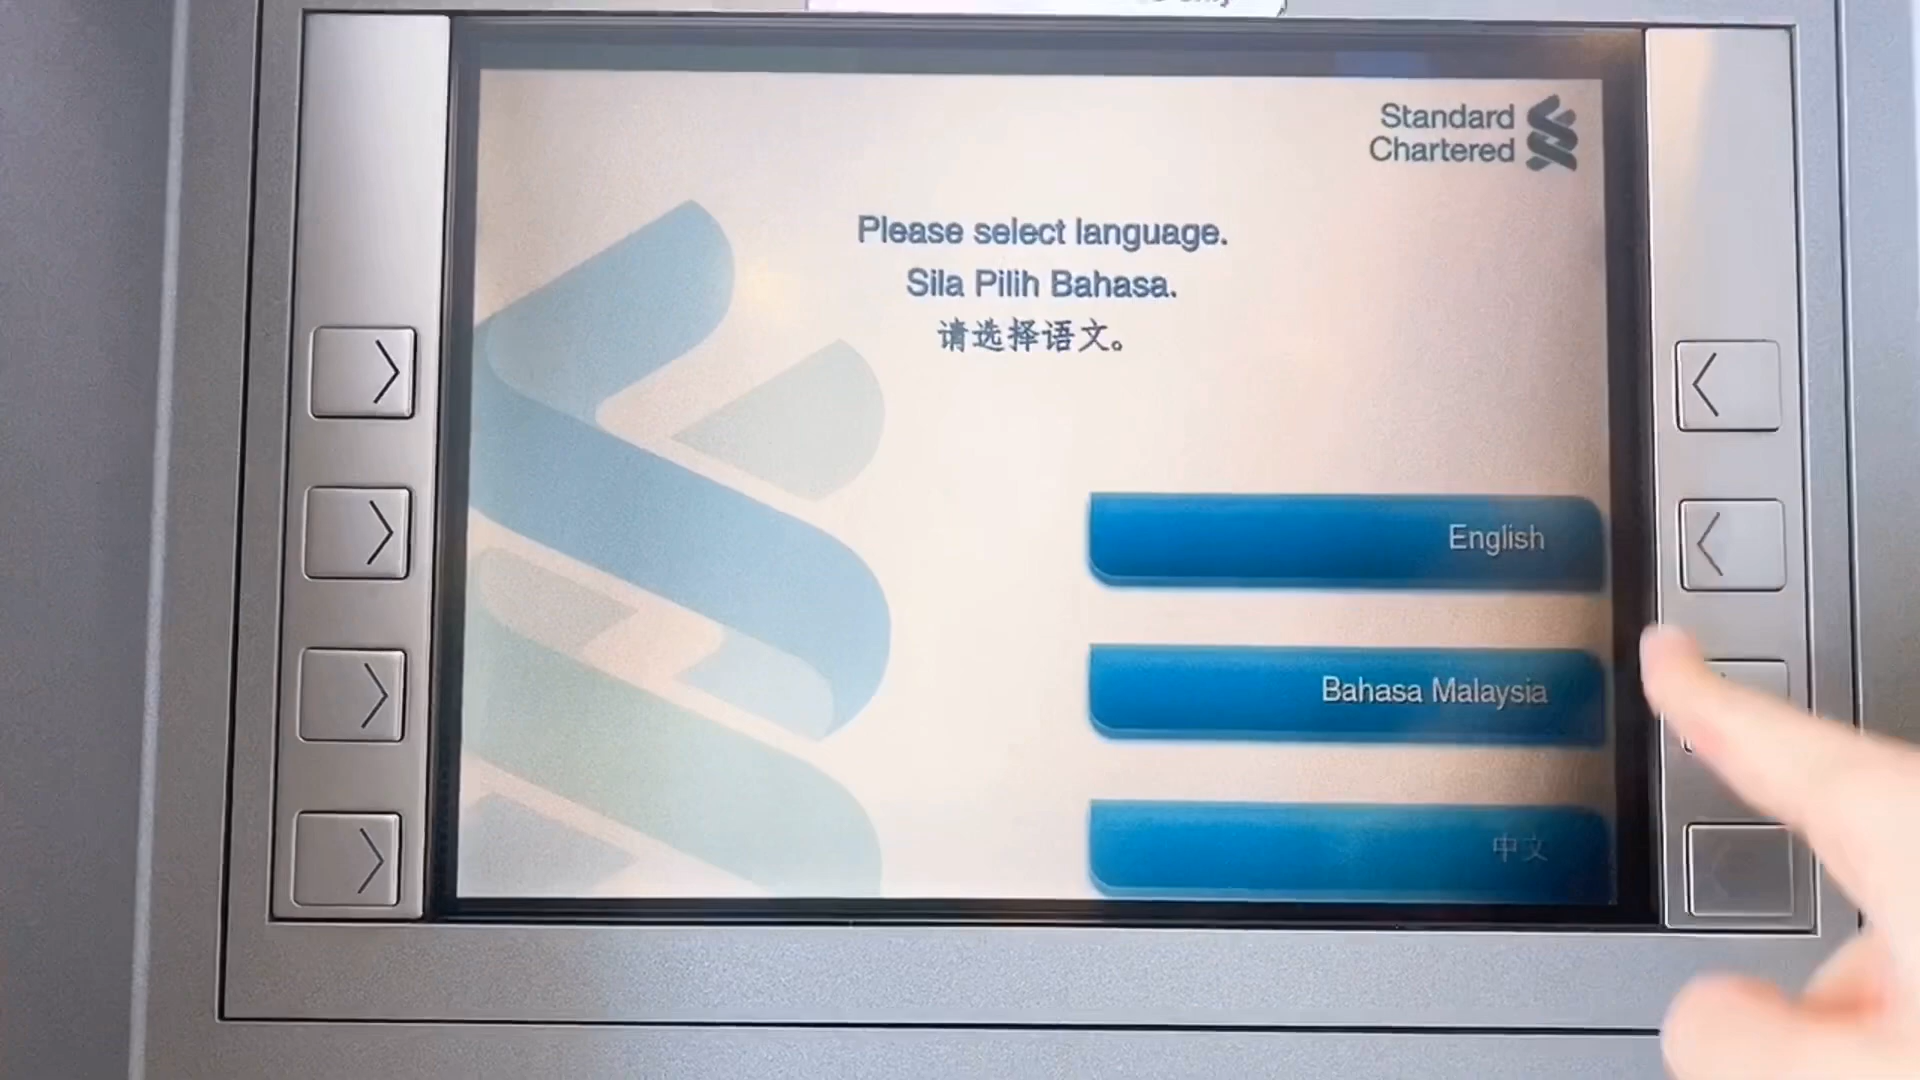 Standard
Chartered
Please select language.
Sila Pilih Bahasa.
请选择语文。
English
Bahasa Malaysia
中文